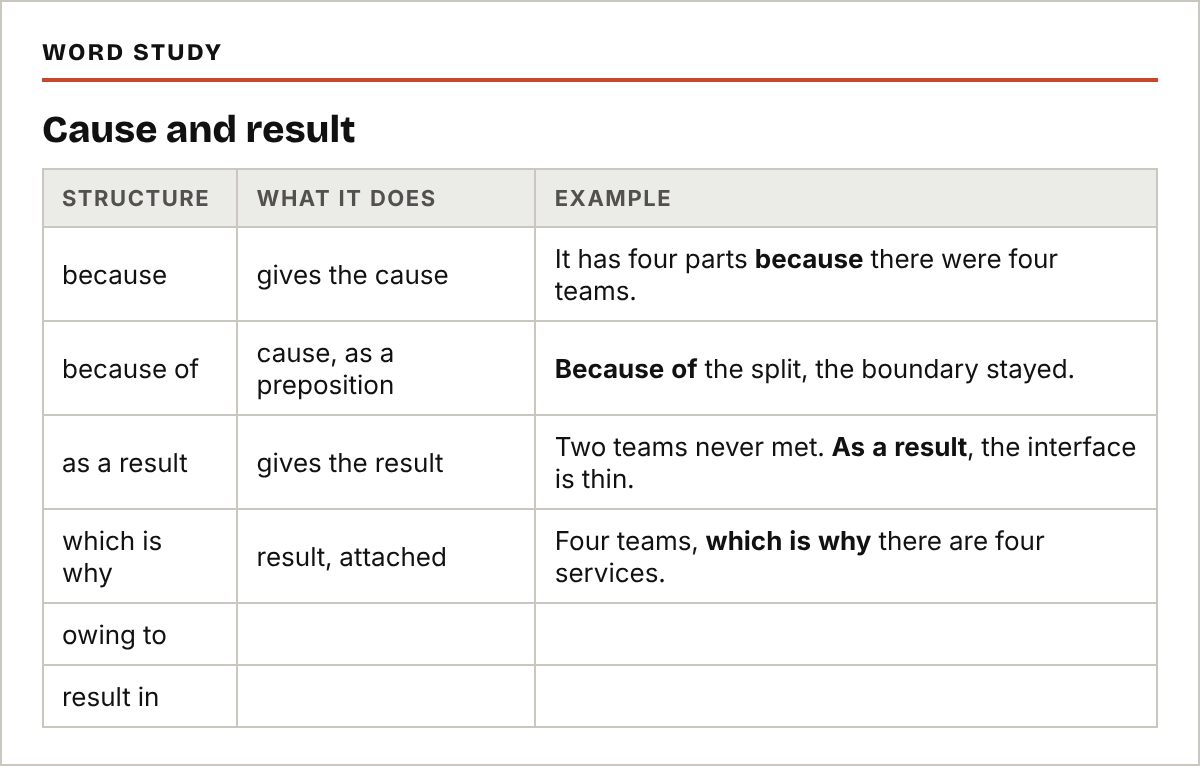 WORD STUDY
Cause and result
STRUCTURE
WHAT IT DOES
EXAMPLE
because
gives the cause
It has four parts because there were four
teams.
because of
cause, as a
preposition
Because of the split, the boundary stayed.
as a result
gives the result
Two teams never met. As a result, the interface
is thin.
which is
why
result, attached
Four teams, which is why there are four
services.
owing to
result in